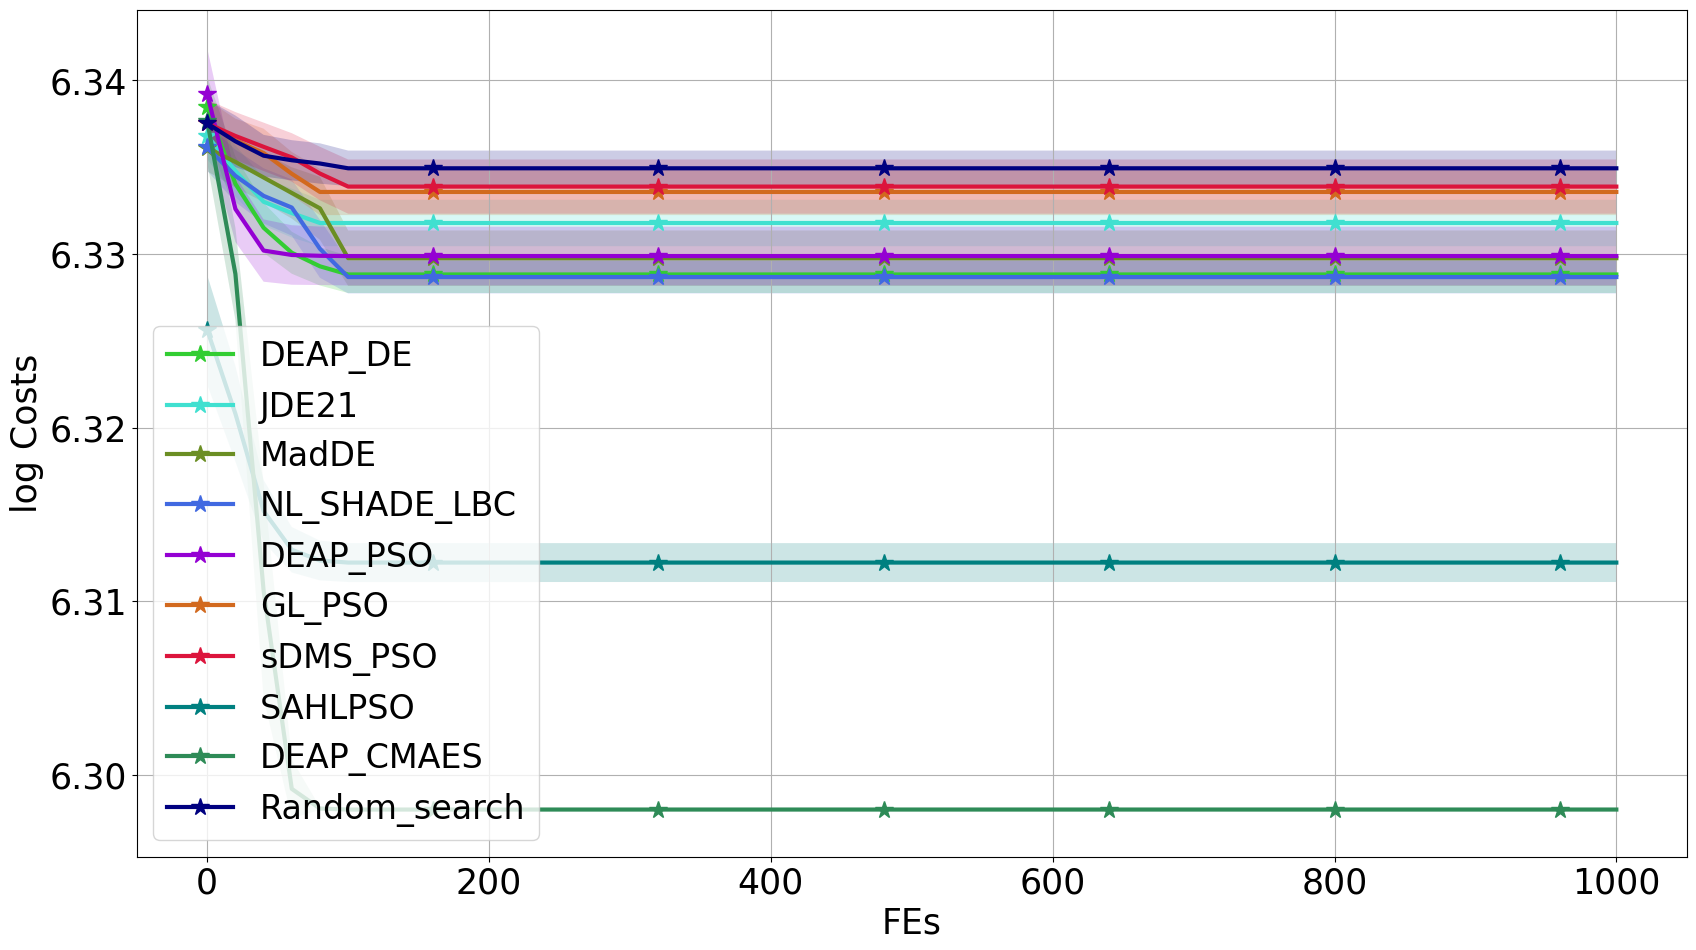 6.34
6.33
6.32
6.31
6.30
log Costs
DEAP_DE
JDE21
MadDE
NL_SHADE_LBC
DEAP_PSO
GL_PSO
sDMS_PSO
SAHLPSO
DEAP_CMAES
Random_search
0
200
400
600
800
1000
FEs